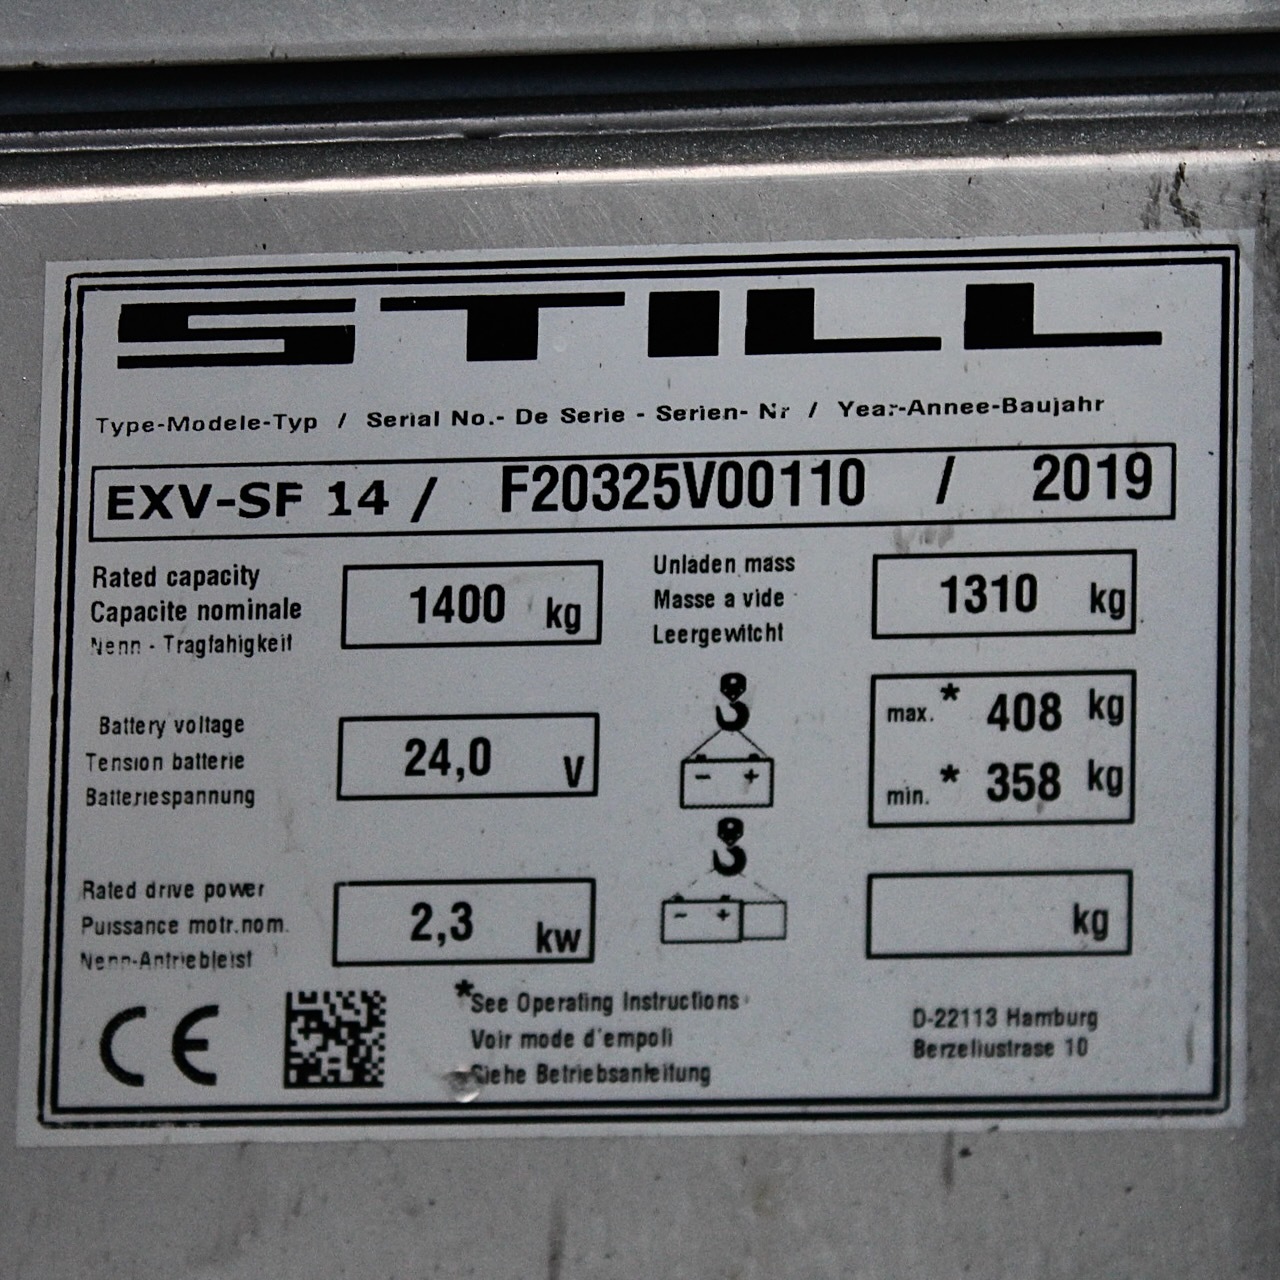 STILL
Type-Modele-Typ / Serial No.- De Serie - Serien- Nr / Year-Annee-Baujahr
EXV-SF 14 / F20325V00110 / 2019
Rated capacity
Capacite nominale
Nenn - Tragfahigkeit
1400 kg
Unladen mass
Masse a vide
Leergewitcht
1310 kg
Battery voltage
Tension batterie
Batteriespannung
24,0 V
- +
max. * 408 kg
min. * 358 kg
Rated drive power
Puissance motr.nom.
Nenn-Antriebleist
2,3 kw
- +
kg
CE
*See Operating Instructions
Voir mode d'empoli
Siehe Betriebsanleitung
D-22113 Hamburg
Berzeliustrase 10